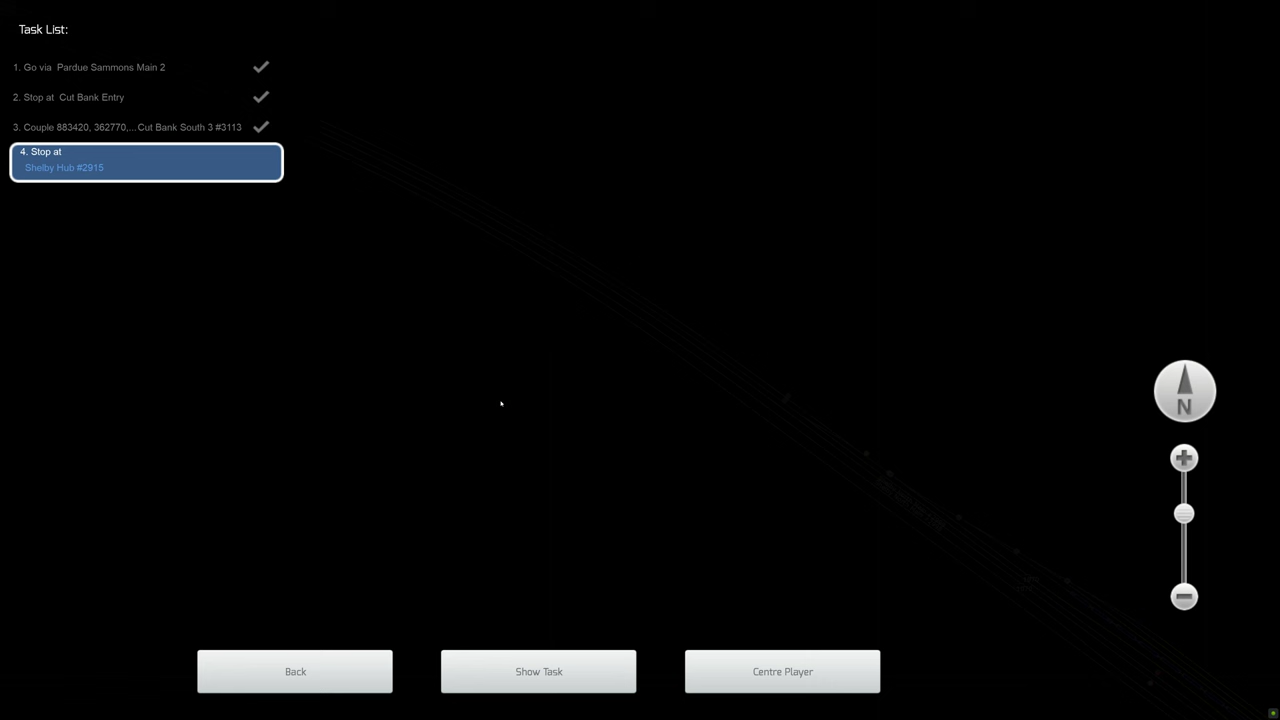 Task List:
1. Go via  Pardue Sammons Main 2
2. Stop at  Cut Bank Entry
3. Couple 883420, 362770,...Cut Bank South 3 #3113
4. Stop at
Shelby Hub #2915
N
Back
Show Task
Centre Player